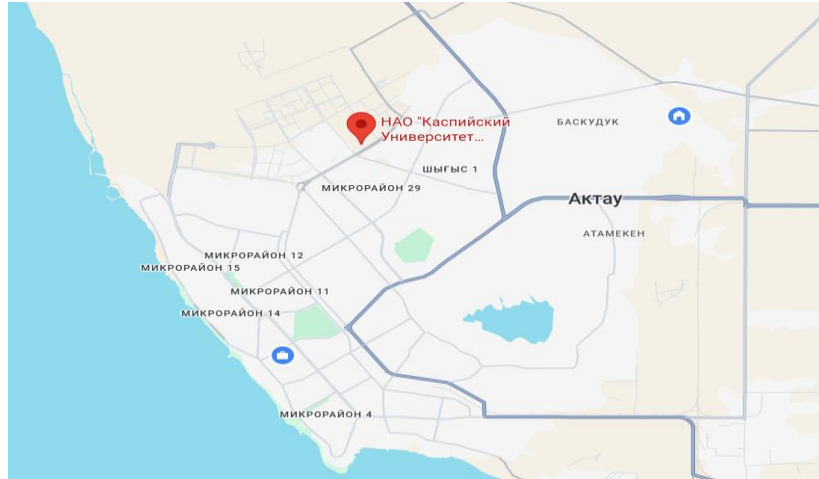 НАО "Каспийский
Университет...
БАСКУДУК
ШЫҒЫС 1
МИКРОРАЙОН 29
Актау
АТАМЕКЕН
МИКРОРАЙОН 12
МИКРОРАЙОН 15
МИКРОРАЙОН 11
МИКРОРАЙОН 14
МИКРОРАЙОН 4